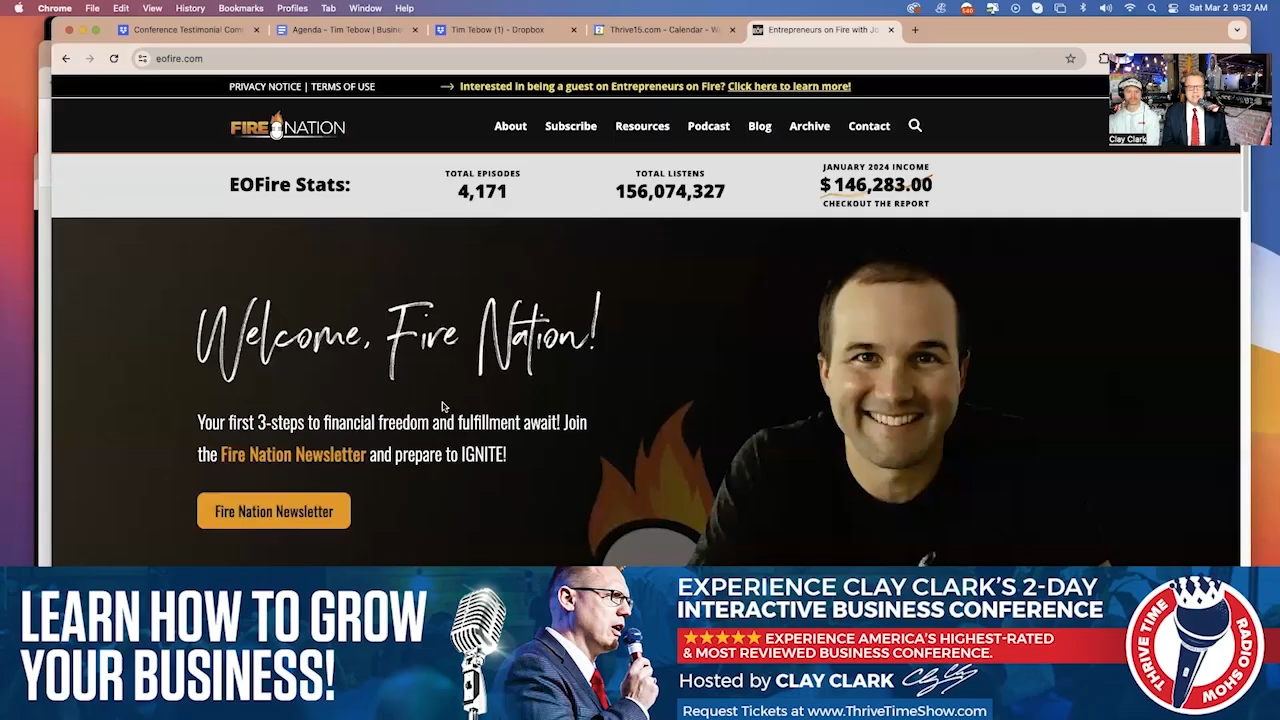 Chrome File Edit View History Bookmarks Profiles Tab Window Help
Sat Mar 2 9:32 AM
Conference Testimonial Com
Agenda - Tim Tebow | Busine
Tim Tebow (1) - Dropbox
Thrive15.com - Calendar - W
Entrepreneurs on Fire with Jo
eofire.com
PRIVACY NOTICE | TERMS OF USE
Interested in being a guest on Entrepreneurs on Fire? Click here to learn more!
Clay Clark
FIRE NATION
About Subscribe Resources Podcast Blog Archive Contact
EOFire Stats:
TOTAL EPISODES
4,171
TOTAL LISTENS
156,074,327
JANUARY 2024 INCOME
$146,283.00
CHECKOUT THE REPORT
Welcome, Fire Nation!
Your first 3-steps to financial freedom and fulfillment await! Join
the Fire Nation Newsletter and prepare to IGNITE!
Fire Nation Newsletter
LEARN HOW TO GROW
YOUR BUSINESS!
EXPERIENCE CLAY CLARK'S 2-DAY
INTERACTIVE BUSINESS CONFERENCE
★★★★★ EXPERIENCE AMERICA'S HIGHEST-RATED
& MOST REVIEWED BUSINESS CONFERENCE.
Hosted by CLAY CLARK
Request Tickets at www.ThriveTimeShow.com
THRIVE TIME
RADIO SHOW